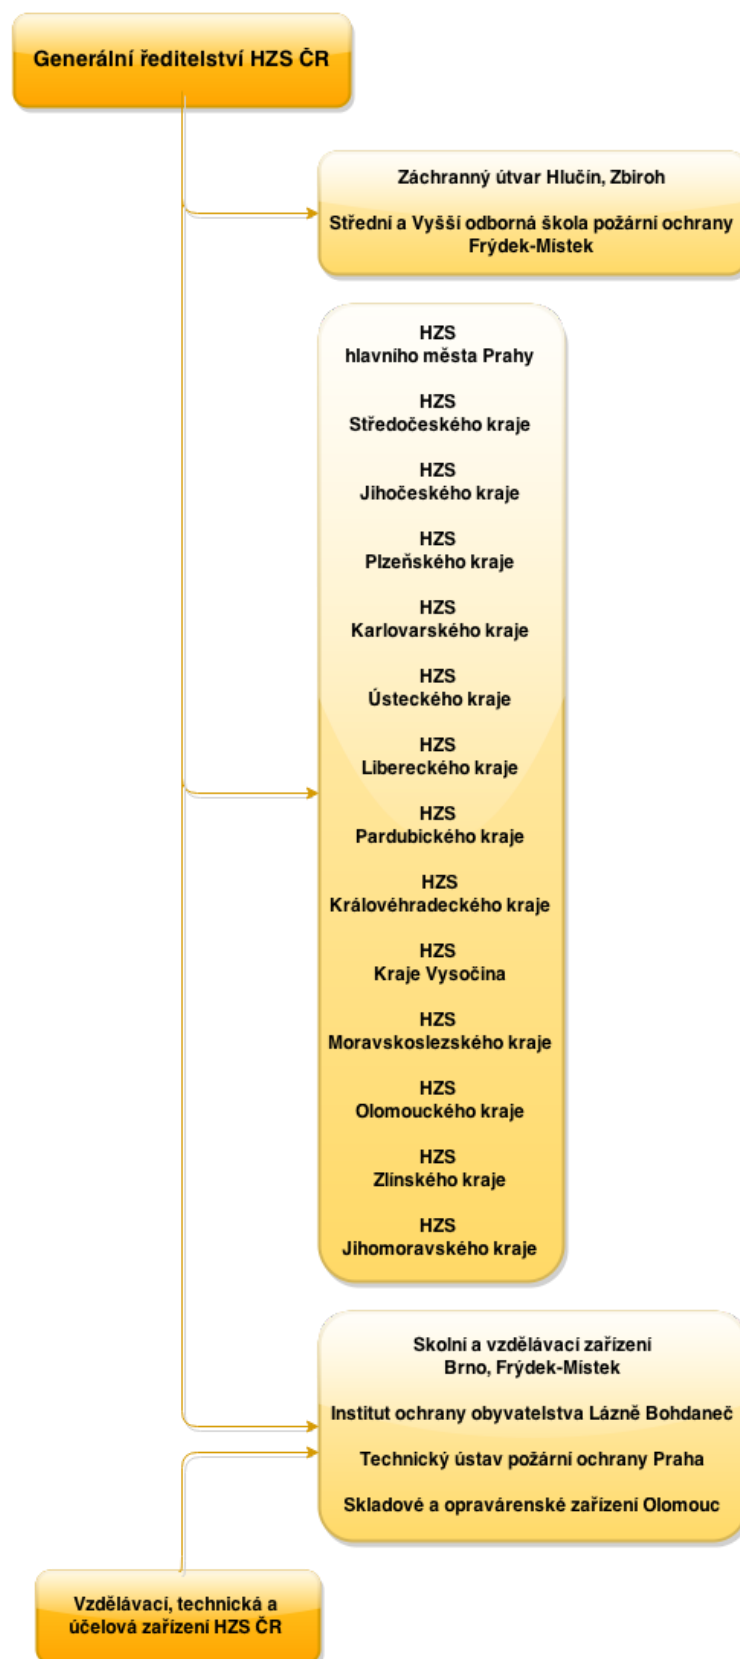 Generální ředitelství HZS ČR
Záchranný útvar Hlučín, Zbiroh
Střední a Vyšší odborná škola požární ochrany
Frýdek-Místek
HZS
hlavního města Prahy
HZS
Středočeského kraje
HZS
Jihočeského kraje
HZS
Plzeňského kraje
HZS
Karlovarského kraje
HZS
Ústeckého kraje
HZS
Libereckého kraje
HZS
Pardubického kraje
HZS
Královéhradeckého kraje
HZS
Kraje Vysočina
HZS
Moravskoslezského kraje
HZS
Olomouckého kraje
HZS
Zlínského kraje
HZS
Jihomoravského kraje
Skolní a vzdělávací zařízení
Brno, Frýdek-Místek
Institut ochrany obyvatelstva Lázně Bohdaneč
Technický ústav požární ochrany Praha
Skladové a opravárenské zařízení Olomouc
Vzdělávací, technická a
účelová zařízení HZS ČR